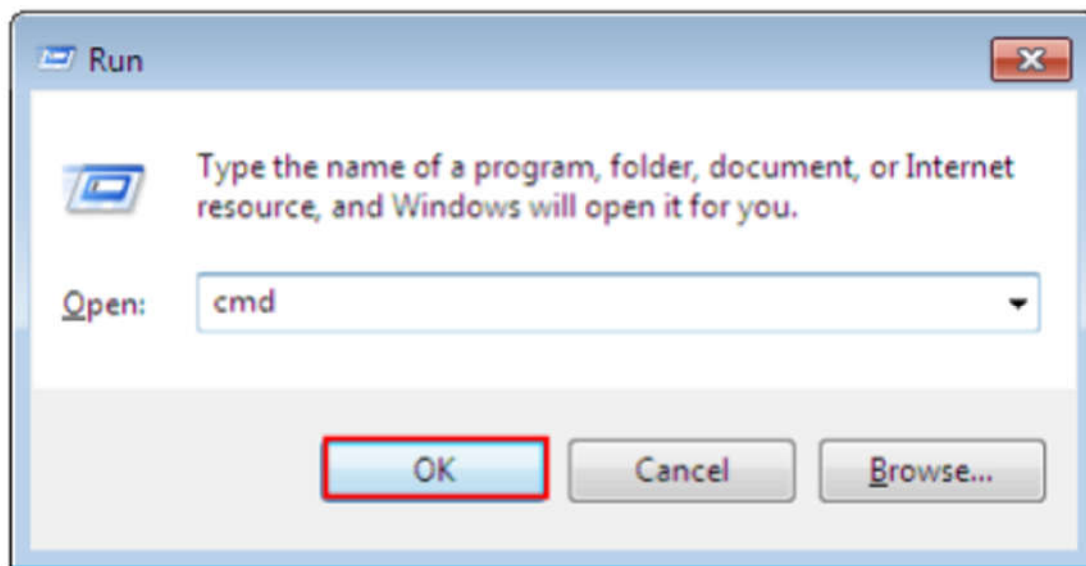 Run
Type the name of a program, folder, document, or Internet
resource, and Windows will open it for you.
Open: cmd
OK Cancel Browse...